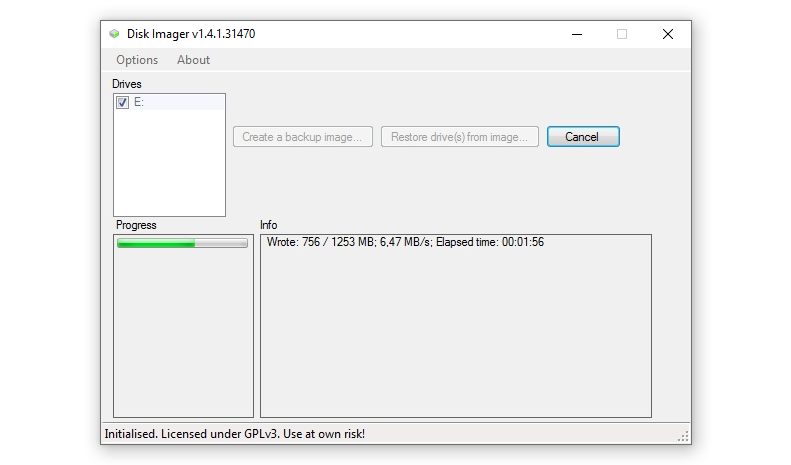 Disk Imager v1.4.1.31470
Options About
Drives
E:
Create a backup image... Restore drive(s) from image... Cancel
Progress Info
Wrote: 756 / 1253 MB; 6,47 MB/s; Elapsed time: 00:01:56
Initialised. Licensed under GPLv3. Use at own risk!